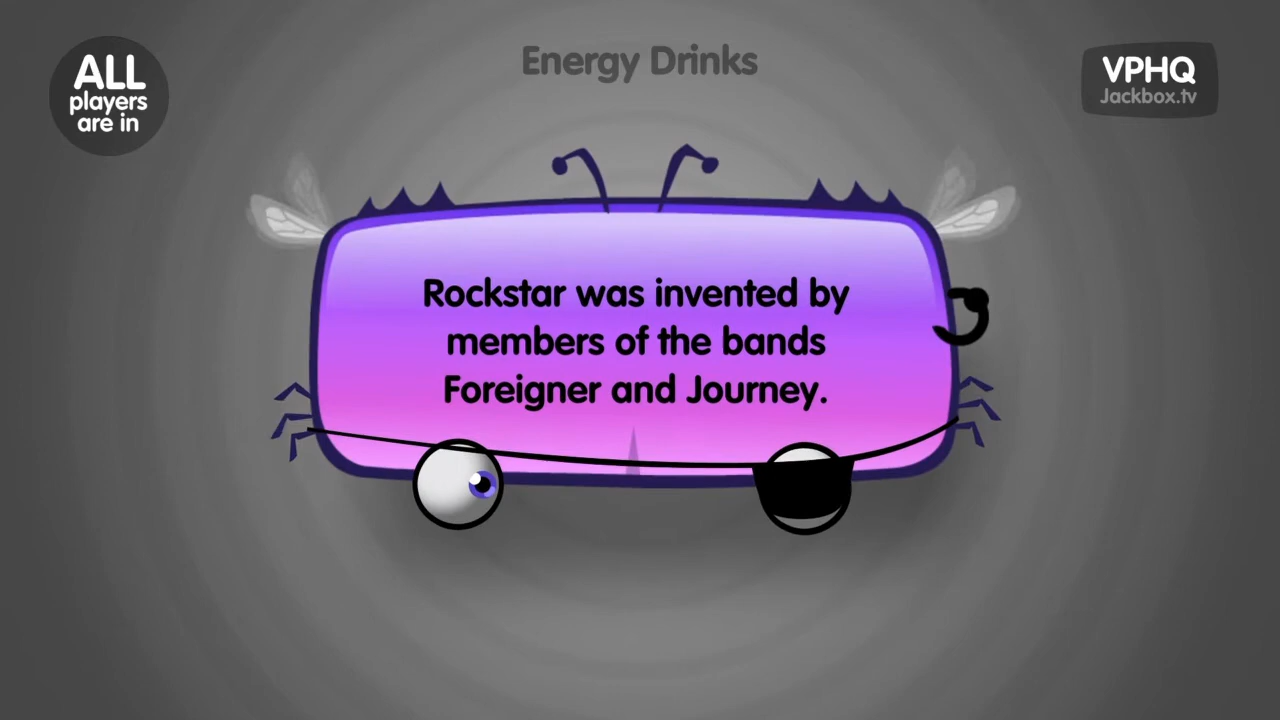 ALL
players
are in
Energy Drinks
VPHQ
Jackbox.tv
Rockstar was invented by
members of the bands
Foreigner and Journey.